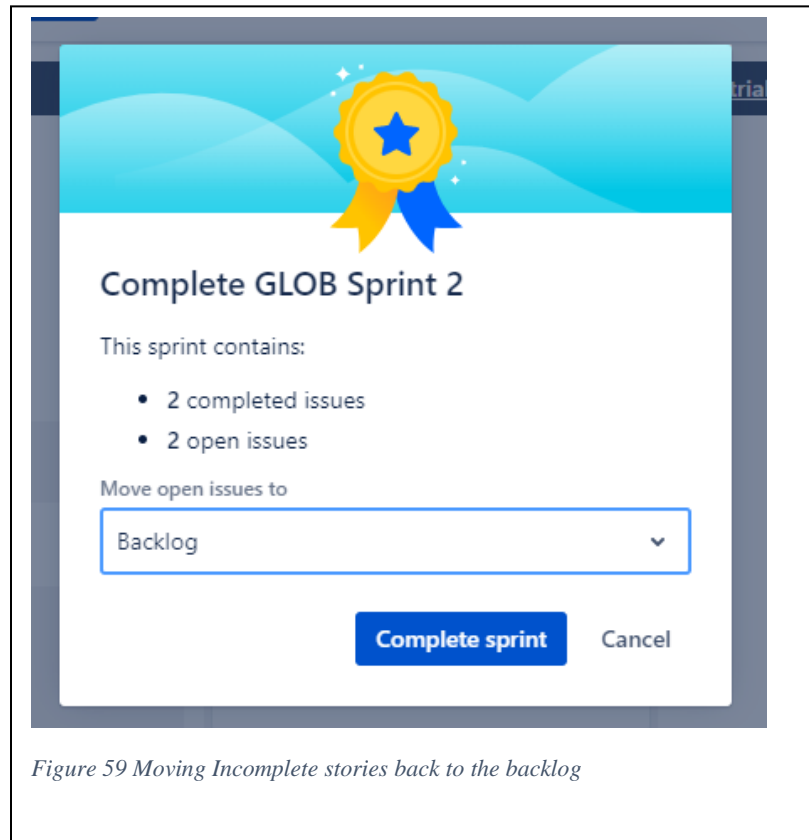 trial
Complete GLOB Sprint 2
This sprint contains:
• 2 completed issues
• 2 open issues
Move open issues to
Backlog
Complete sprint Cancel
Figure 59 Moving Incomplete stories back to the backlog